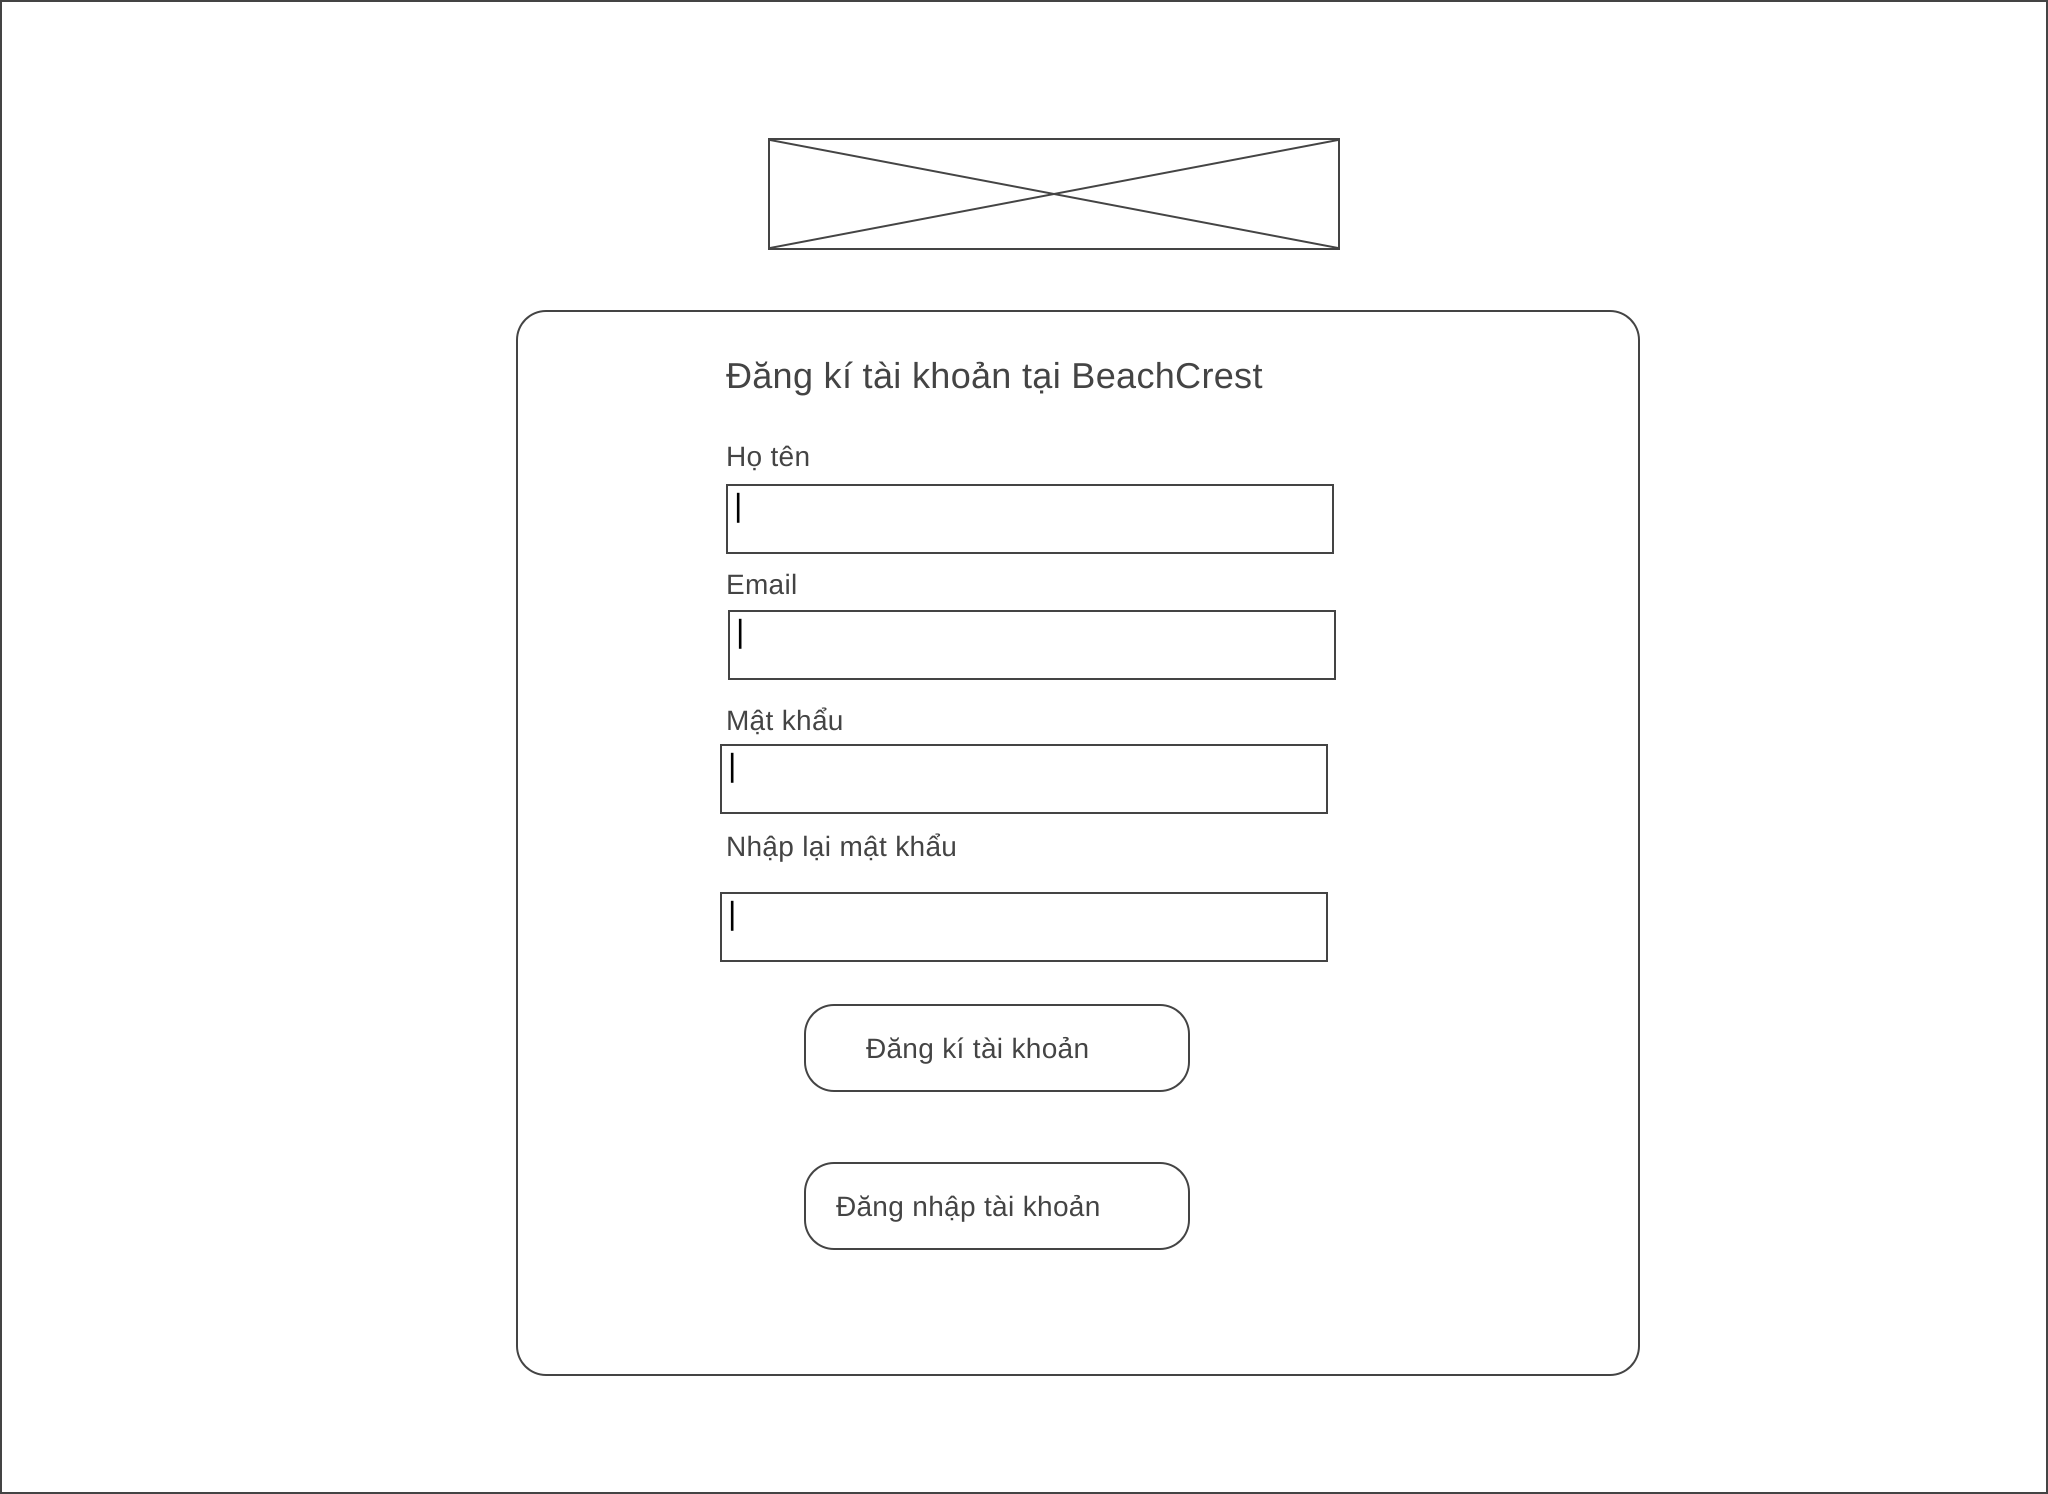 Đăng kí tài khoản tại BeachCrest
Họ tên
Email
Mật khẩu
Nhập lại mật khẩu
Đăng kí tài khoản
Đăng nhập tài khoản